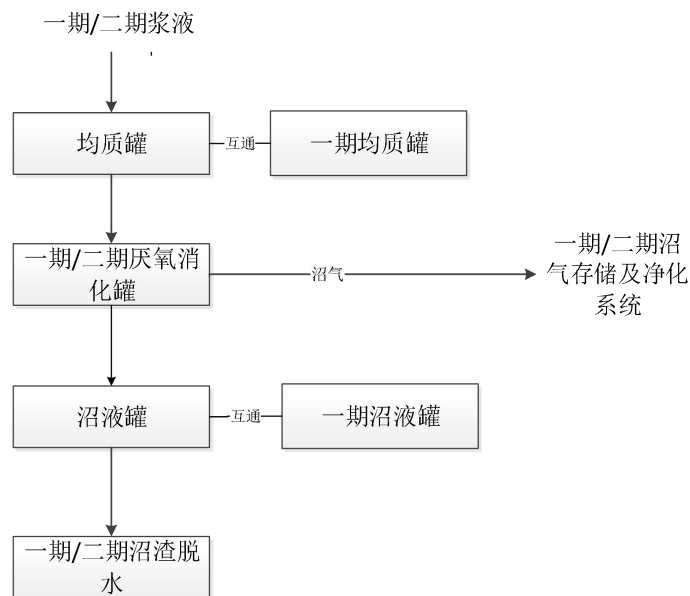 一期/二期浆液
均质罐
互通
一期均质罐
一期/二期厌氧消
化罐
沼气
一期/二期沼
气存储及净化
系统
沼液罐
互通
一期沼液罐
一期/二期沼渣脱
水